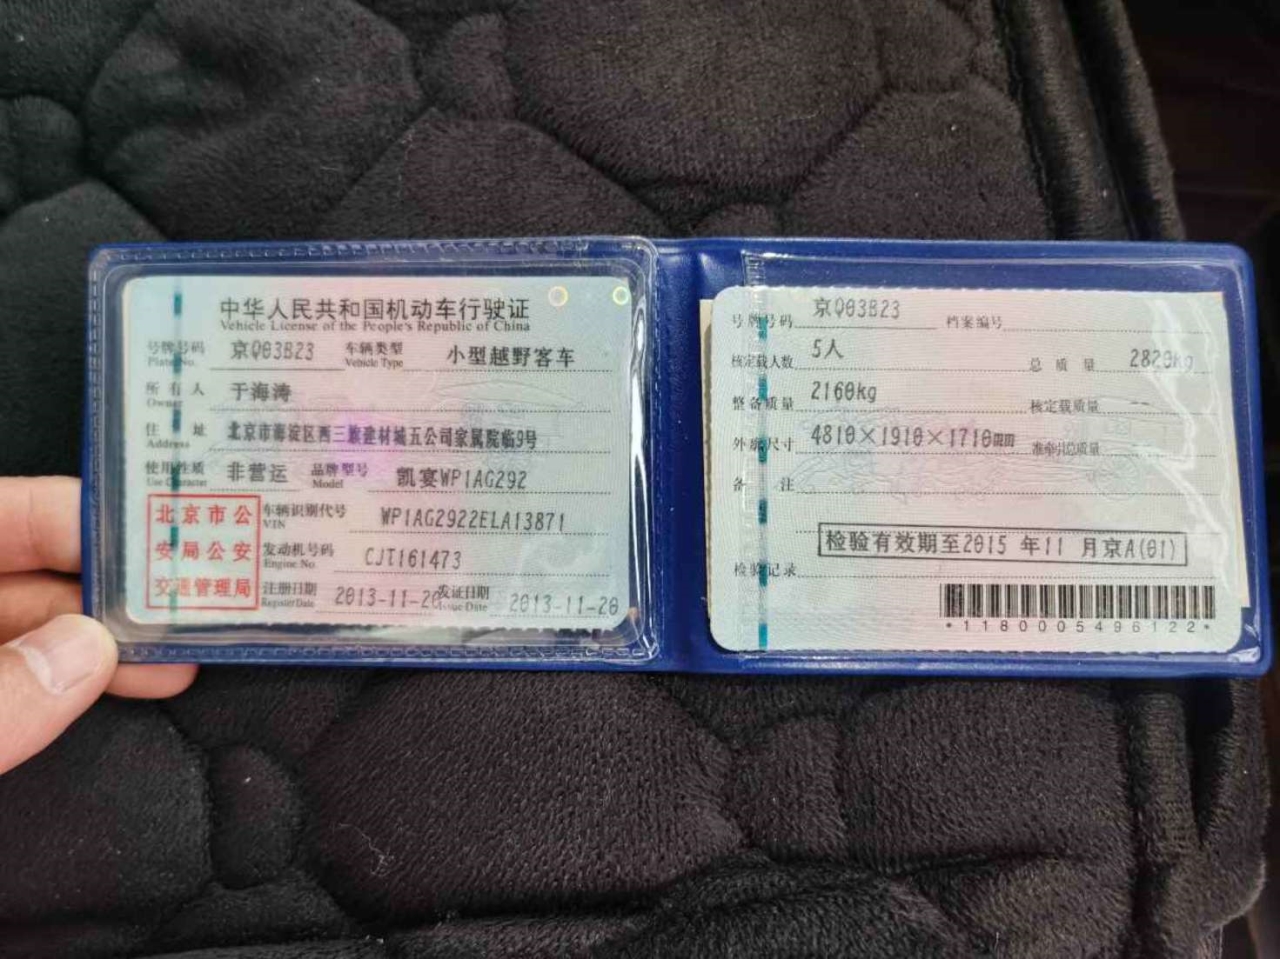 中华人民共和国机动车行驶证
Vehicle License of the People's Republic of China
号牌号码 京Q03B23 车辆类型 小型越野客车
Plate No. Vehicle Type
所有人 于海涛
Owner
住址 北京市海淀区西三旗建材城五公司家属院临9号
Address
使用性质 非营运 品牌型号 凯宴WP1AG292
Use Character Model
北京市公
安局公安
交通管理局
车辆识别代号 WP1AG2922ELA13871
VIN
发动机号码 CJT161473
Engine No.
注册日期 2013-11-20 发证日期 2013-11-20
Register Date Issue Date
号牌号码 京Q03B23 档案编号
核定载人数 5人 总质量 2820kg
整备质量 2160kg 核定载质量 --
外廓尺寸 4810×1910×1710mm 准牵引总质量
备注
检验有效期至2015年11月京A(01)
检验记录
*1180005496122*